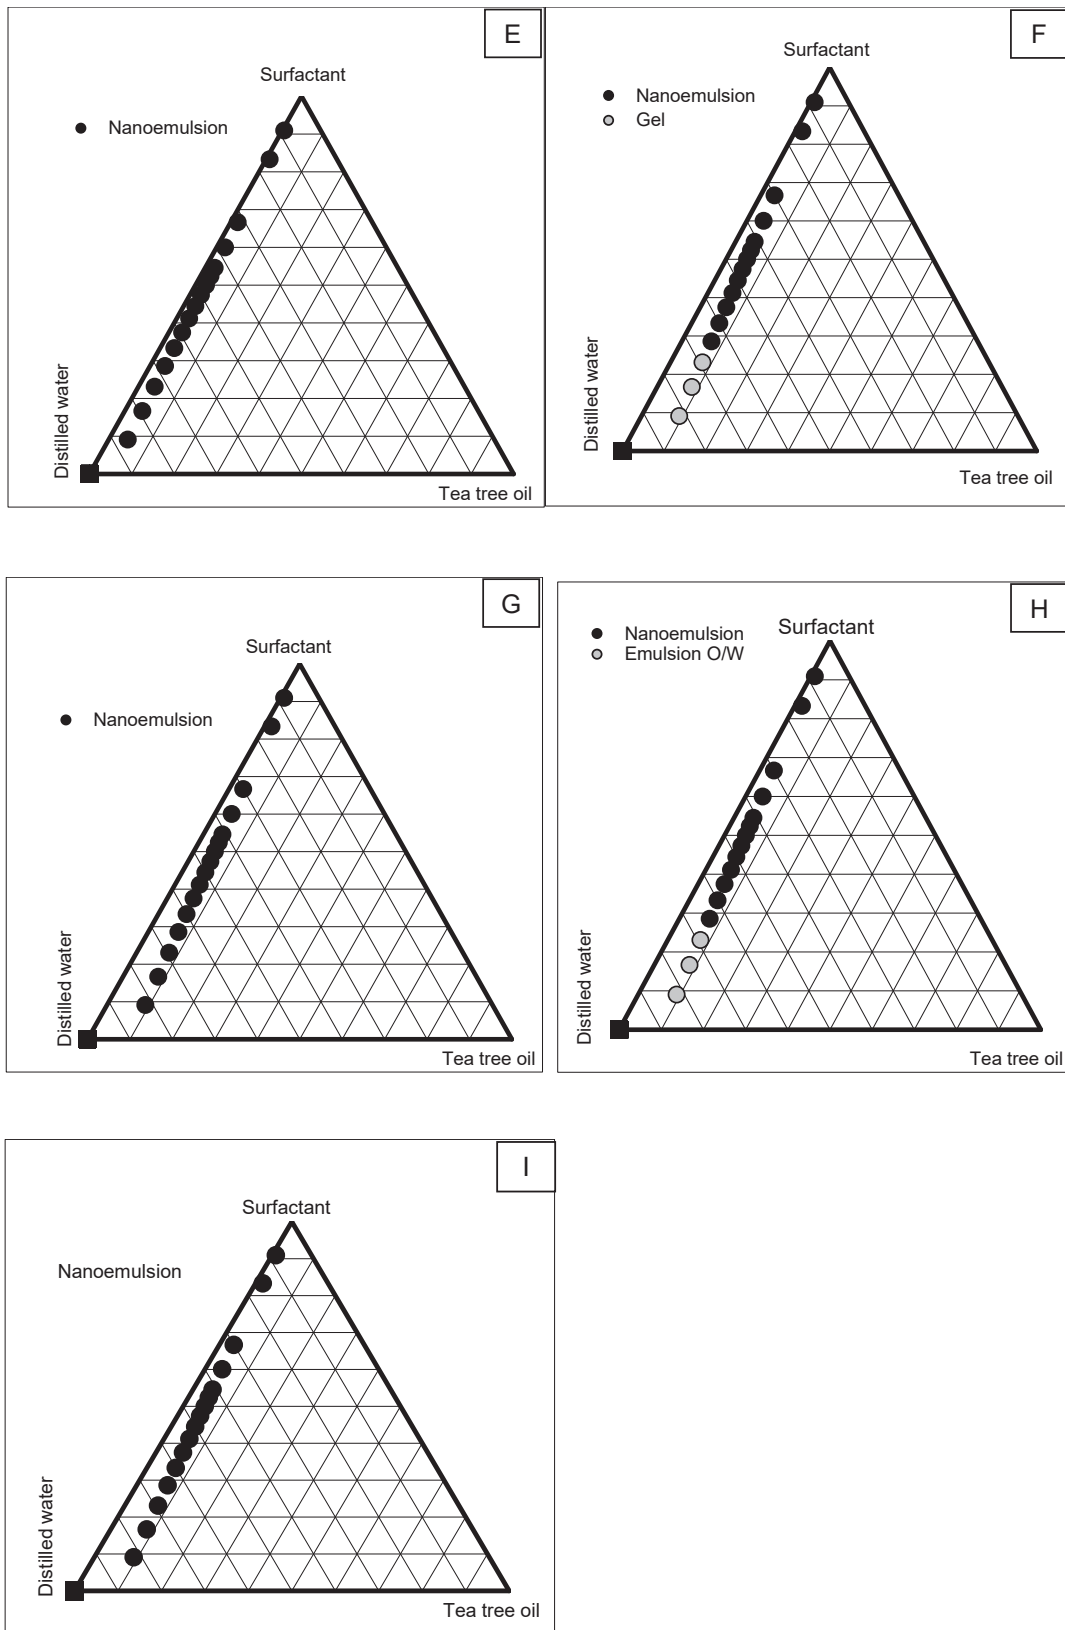 E
Surfactant
Nanoemulsion
Distilled water
Tea tree oil
F
Surfactant
Nanoemulsion
Gel
Distilled water
Tea tree oil
G
Surfactant
Nanoemulsion
Distilled water
Tea tree oil
H
Surfactant
Nanoemulsion
Emulsion O/W
Distilled water
Tea tree oil
I
Surfactant
Nanoemulsion
Distilled water
Tea tree oil